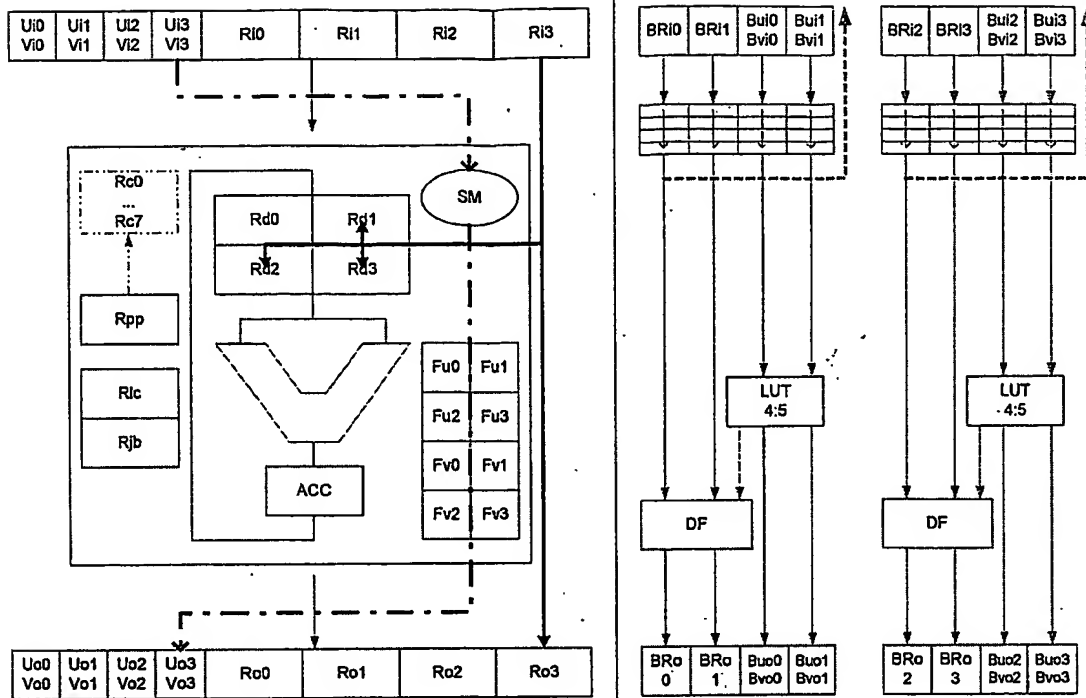 Ui0 Ui1 Ui2 Ui3 Ri0 Ri1 Ri2 Ri3
Vi0 Vi1 Vi2 Vi3
Rc0
...
Rc7
Rpp
Rlc
Rjb
Rd0 Rd1
Rd2 Rd3
SM
Fu0 Fu1
Fu2 Fu3
Fv0 Fv1
Fv2 Fv3
ACC
Uo0 Uo1 Uo2 Uo3 Ro0 Ro1 Ro2 Ro3
Vo0 Vo1 Vo2 Vo3
BRi0 BRi1 Bui0 Bui1
Bvi0 Bvi1
LUT
4:5
DF
BRo BRo Buo0 Buo1
0 1 Bvo0 Bvo1
BRi2 BRi3 Bui2 Bui3
Bvi2 Bvi3
LUT
4:5
DF
BRo BRo Buo2 Buo3
2 3 Bvo2 Bvo3